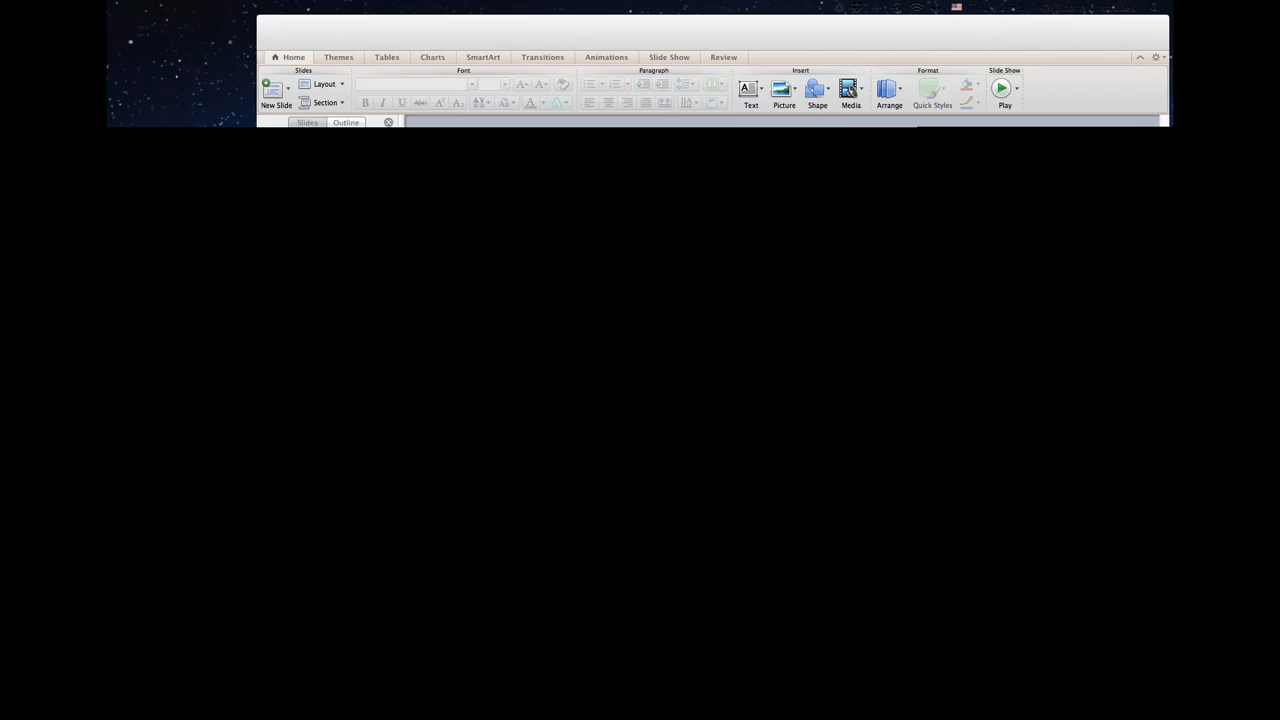 Home Themes Tables Charts SmartArt Transitions Animations Slide Show Review
Slides Font Paragraph Insert Format Slide Show
Layout
New Slide Section Text Picture Shape Media Arrange Quick Styles Play
Slides Outline